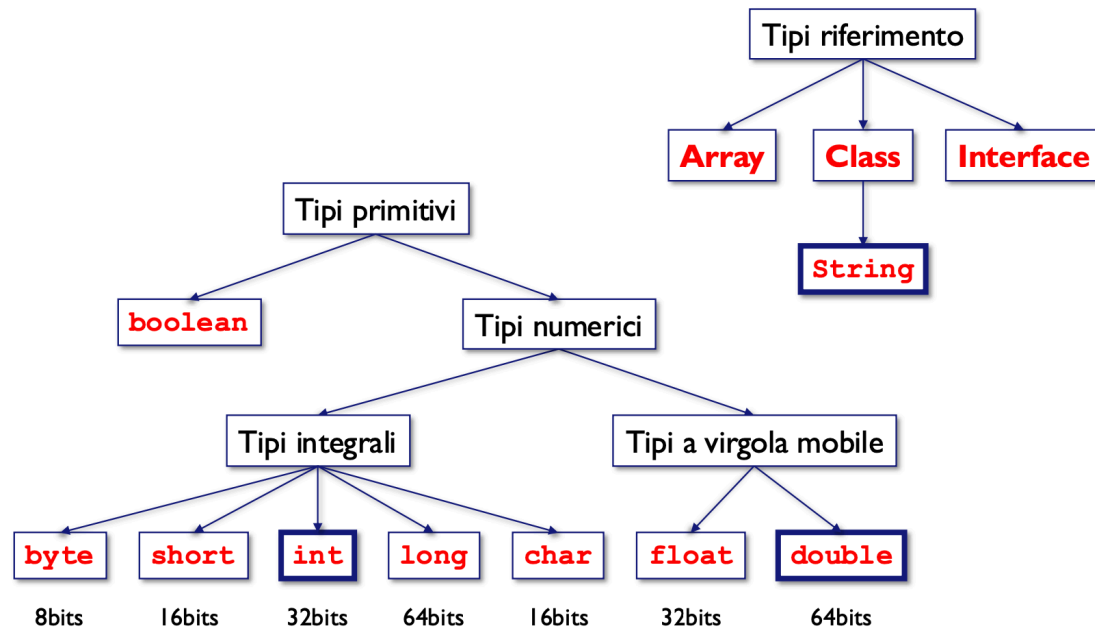 Tipi riferimento
Array Class Interface
String
Tipi primitivi
boolean
Tipi numerici
Tipi integrali
Tipi a virgola mobile
byte short int long char float double
8bits 16bits 32bits 64bits 16bits 32bits 64bits